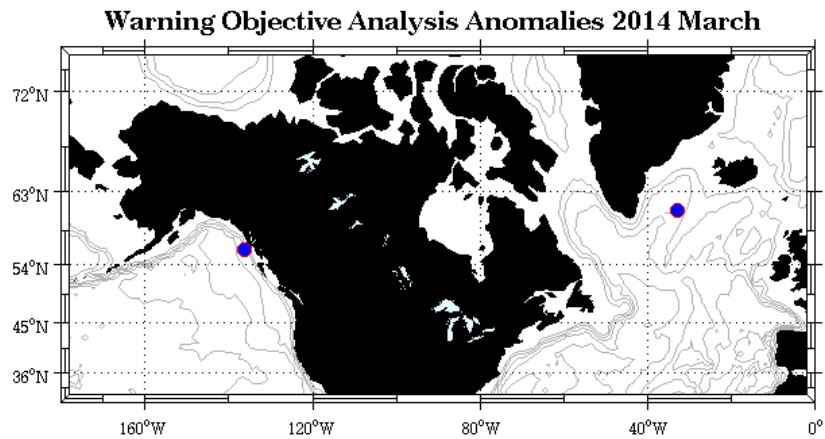 Warning Objective Analysis Anomalies 2014 March
72°N
63°N
54°N
45°N
36°N
160°W 120°W 80°W 40°W 0°